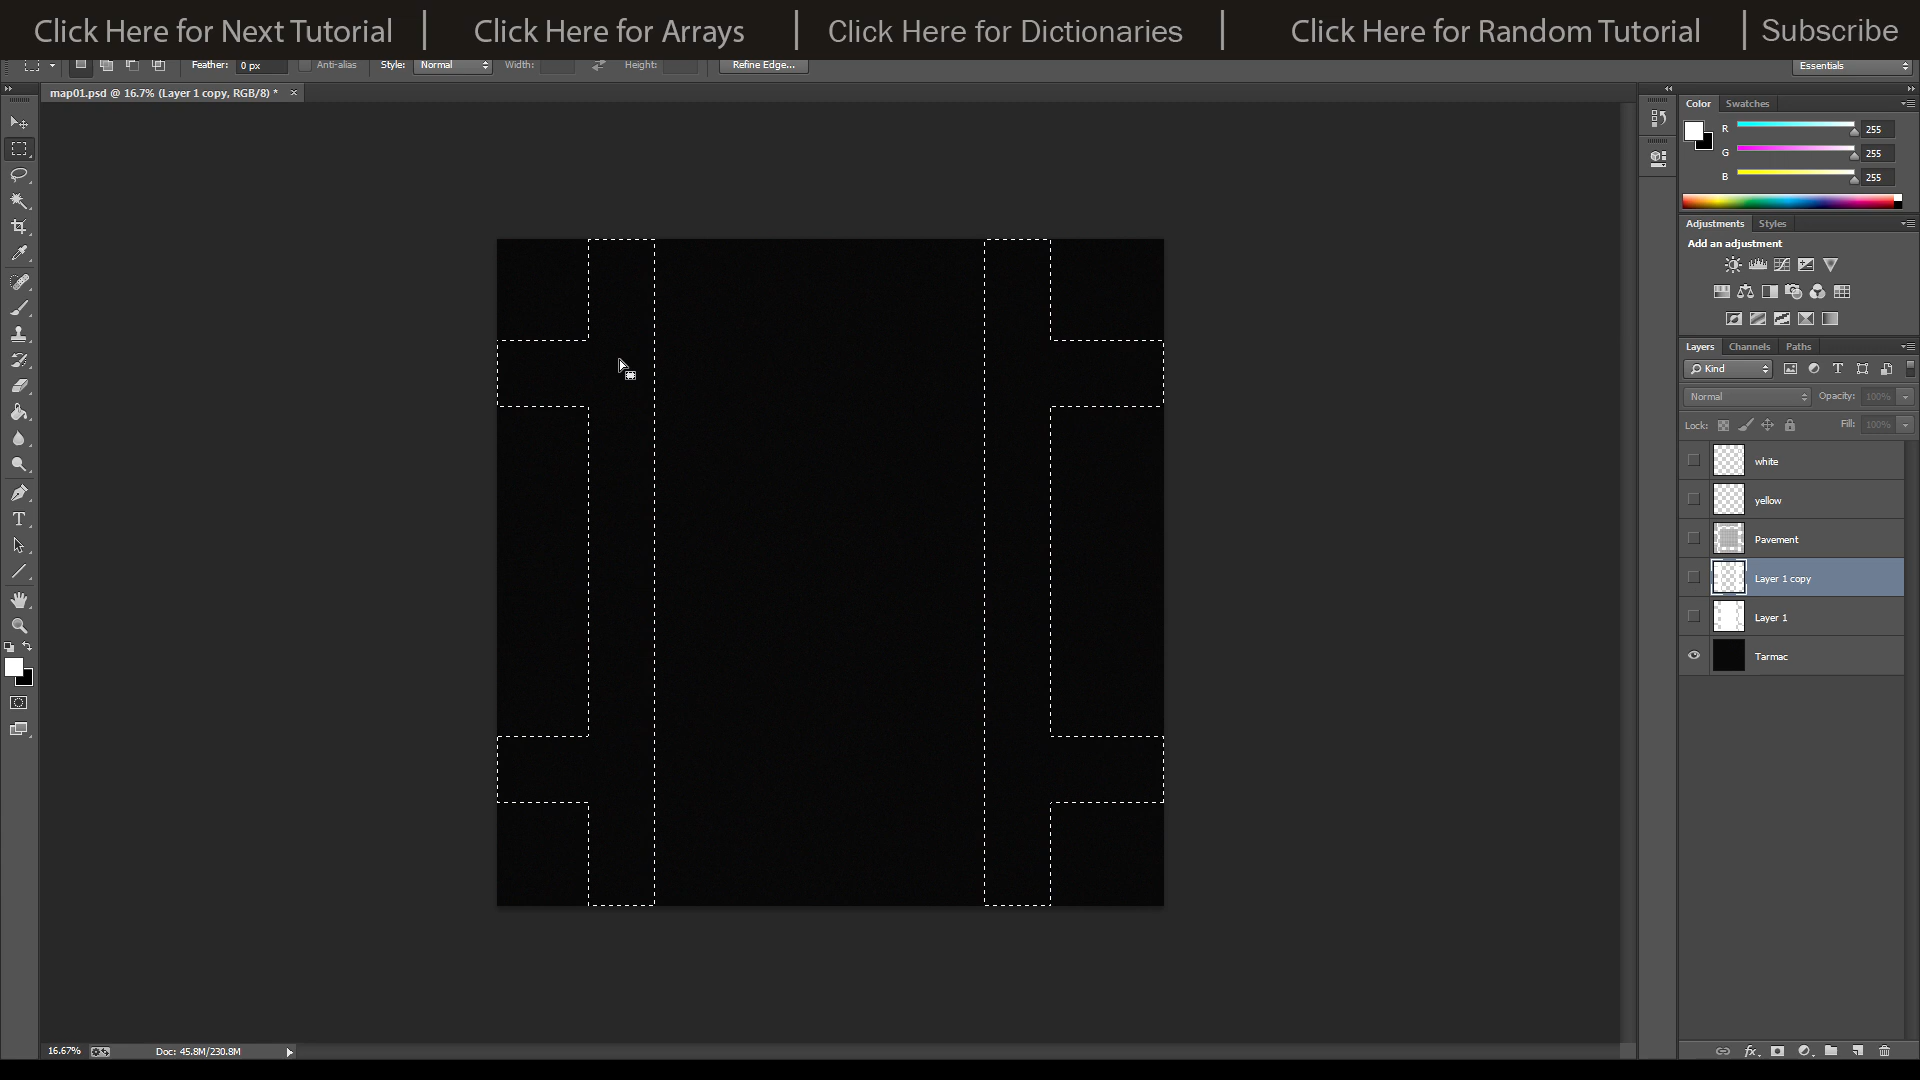 Click Here for Next Tutorial | Click Here for Arrays | Click Here for Dictionaries | Click Here for Random Tutorial | Subscribe
Feather: 0 px Anti-alias Style: Normal Width: Height: Refine Edge... Essentials
map01.psd @ 16.7% (Layer 1 copy, RGB/8) * ×
Color Swatches
R 255
G 255
B 255
Adjustments Styles
Add an adjustment
Layers Channels Paths
Kind
Normal Opacity: 100%
Lock: Fill: 100%
white
yellow
Pavement
Layer 1 copy
Layer 1
Tarmac
16.67% Doc: 45.8M/230.8M